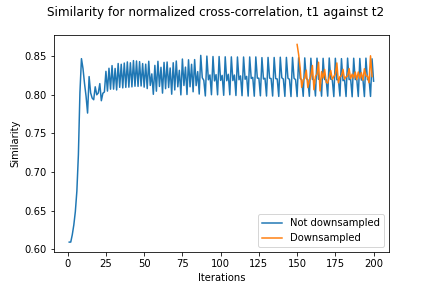 Similarity for normalized cross-correlation, t1 against t2
0.85
0.80
0.75
0.70
0.65
0.60
Similarity
0 25 50 75 100 125 150 175 200
Iterations
Not downsampled
Downsampled